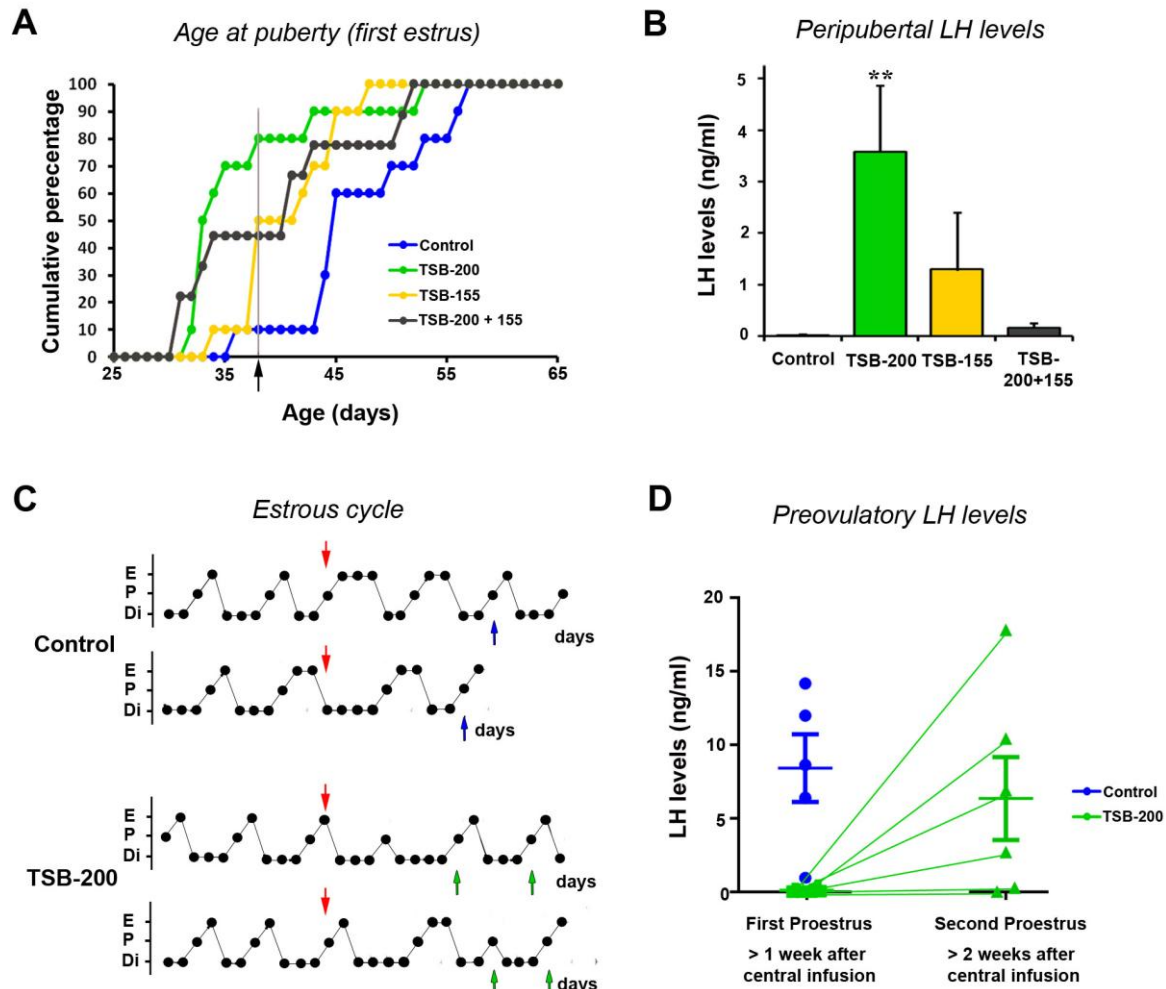 A
Age at puberty (first estrus)
Cumulative perecentage
100
90
80
70
60
50
40
30
20
10
0
25
35
45
55
65
Age (days)
Control
TSB-200
TSB-155
TSB-200 + 155
B
Peripubertal LH levels
LH levels (ng/ml)
5
4
3
2
1
0
**
Control
TSB-200
TSB-155
TSB-
200+155
C
Estrous cycle
Control
E
P
Di
days
E
P
Di
days
TSB-200
E
P
Di
days
E
P
Di
days
D
Preovulatory LH levels
LH levels (ng/ml)
20
15
10
5
0
Control
TSB-200
First Proestrus
> 1 week after
central infusion
Second Proestrus
> 2 weeks after
central infusion